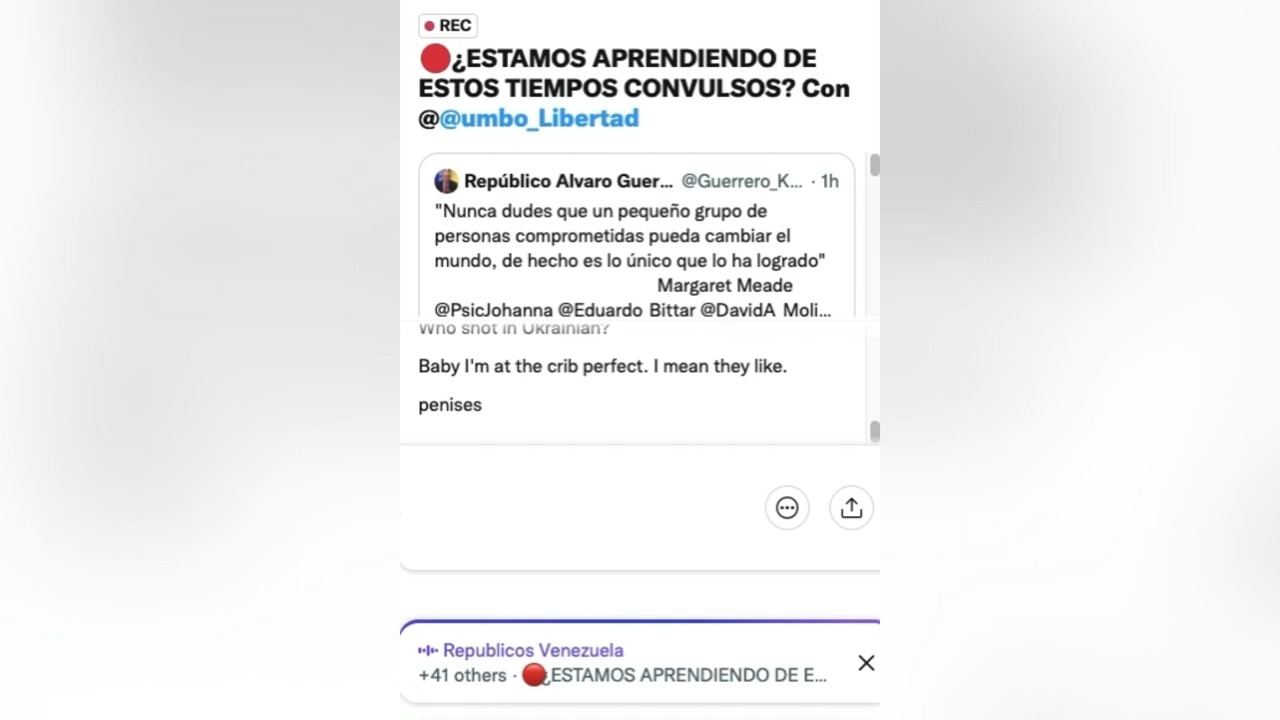 REC
¿ESTAMOS APRENDIENDO DE
ESTOS TIEMPOS CONVULSOS? Con
@@umbo_Libertad
Repúblico Alvaro Guer... @Guerrero_K... · 1h
"Nunca dudes que un pequeño grupo de
personas comprometidas pueda cambiar el
mundo, de hecho es lo único que lo ha logrado"
Margaret Meade
@PsicJohanna @Eduardo_Bittar @DavidA_Moli...
Who shot in Ukrainian?
Baby I'm at the crib perfect. I mean they like.
penises
Republicos Venezuela
+41 others · ¿ESTAMOS APRENDIENDO DE E...